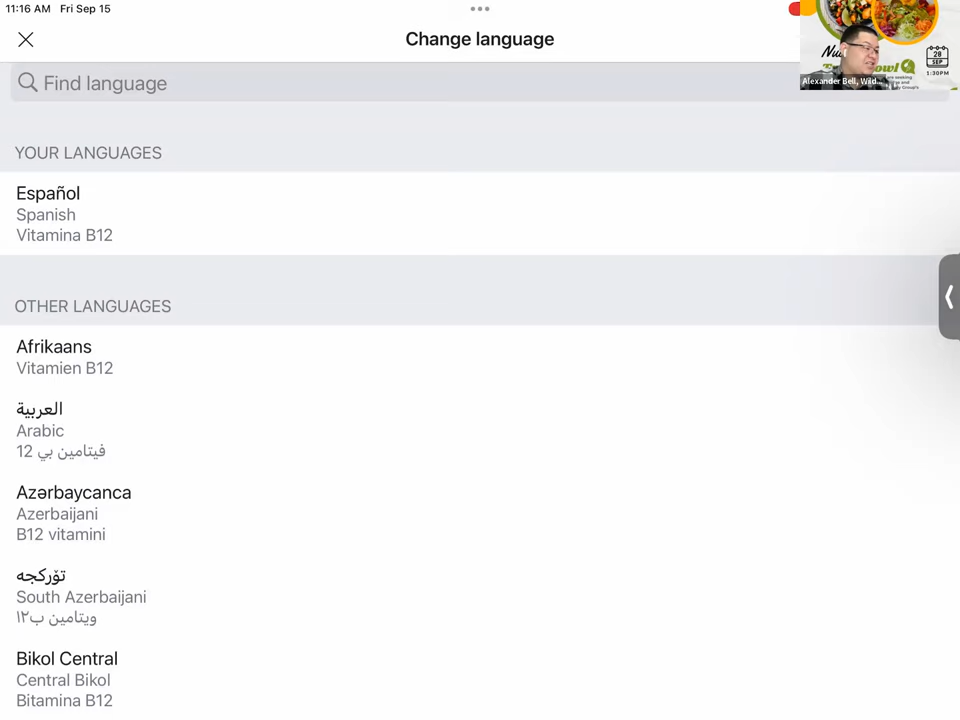 11:16 AM Fri Sep 15
Change language
Find language
28
SEP
1:30PM
Alexander Bell, Wild...
YOUR LANGUAGES
Español
Spanish
Vitamina B12
OTHER LANGUAGES
Afrikaans
Vitamien B12
العربية
Arabic
فيتامين بي 12
Azərbaycanca
Azerbaijani
B12 vitamini
تۆرکجه
South Azerbaijani
ویتامین ب۱۲
Bikol Central
Central Bikol
Bitamina B12